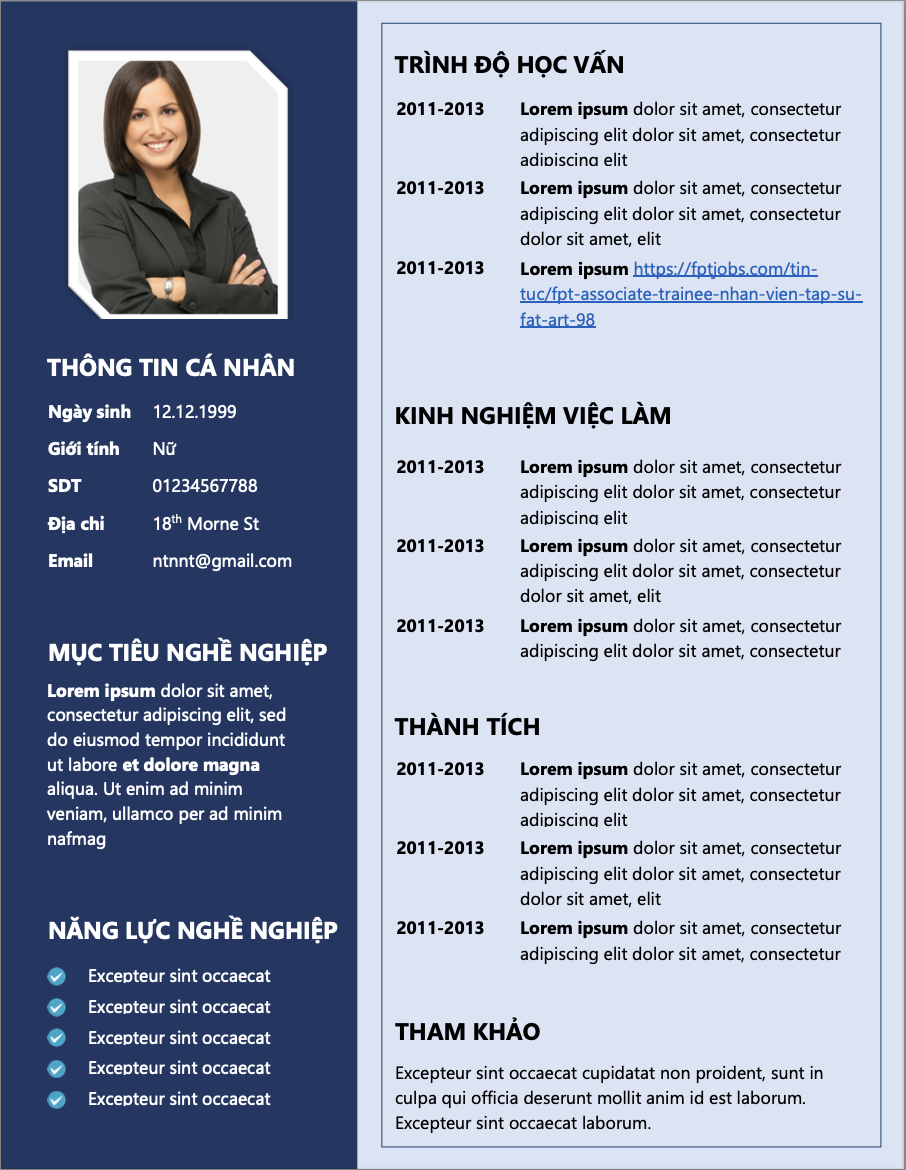 THÔNG TIN CÁ NHÂN
Ngày sinh 12.12.1999
Giới tính Nữ
SDT 01234567788
Địa chỉ 18th Morne St
Email ntnnt@gmail.com
MỤC TIÊU NGHỀ NGHIỆP
Lorem ipsum dolor sit amet,
consectetur adipiscing elit, sed
do eiusmod tempor incididunt
ut labore et dolore magna
aliqua. Ut enim ad minim
veniam, ullamco per ad minim
nafmag
NĂNG LỰC NGHỀ NGHIỆP
Excepteur sint occaecat
Excepteur sint occaecat
Excepteur sint occaecat
Excepteur sint occaecat
Excepteur sint occaecat
TRÌNH ĐỘ HỌC VẤN
2011-2013 Lorem ipsum dolor sit amet, consectetur
adipiscing elit dolor sit amet, consectetur
adipiscing elit
2011-2013 Lorem ipsum dolor sit amet, consectetur
adipiscing elit dolor sit amet, consectetur
dolor sit amet, elit
2011-2013 Lorem ipsum https://fptjobs.com/tin-
tuc/fpt-associate-trainee-nhan-vien-tap-su-
fat-art-98
KINH NGHIỆM VIỆC LÀM
2011-2013 Lorem ipsum dolor sit amet, consectetur
adipiscing elit dolor sit amet, consectetur
adipiscing elit
2011-2013 Lorem ipsum dolor sit amet, consectetur
adipiscing elit dolor sit amet, consectetur
dolor sit amet, elit
2011-2013 Lorem ipsum dolor sit amet, consectetur
adipiscing elit dolor sit amet, consectetur
THÀNH TÍCH
2011-2013 Lorem ipsum dolor sit amet, consectetur
adipiscing elit dolor sit amet, consectetur
adipiscing elit
2011-2013 Lorem ipsum dolor sit amet, consectetur
adipiscing elit dolor sit amet, consectetur
dolor sit amet, elit
2011-2013 Lorem ipsum dolor sit amet, consectetur
adipiscing elit dolor sit amet, consectetur
THAM KHẢO
Excepteur sint occaecat cupidatat non proident, sunt in
culpa qui officia deserunt mollit anim id est laborum.
Excepteur sint occaecat laborum.